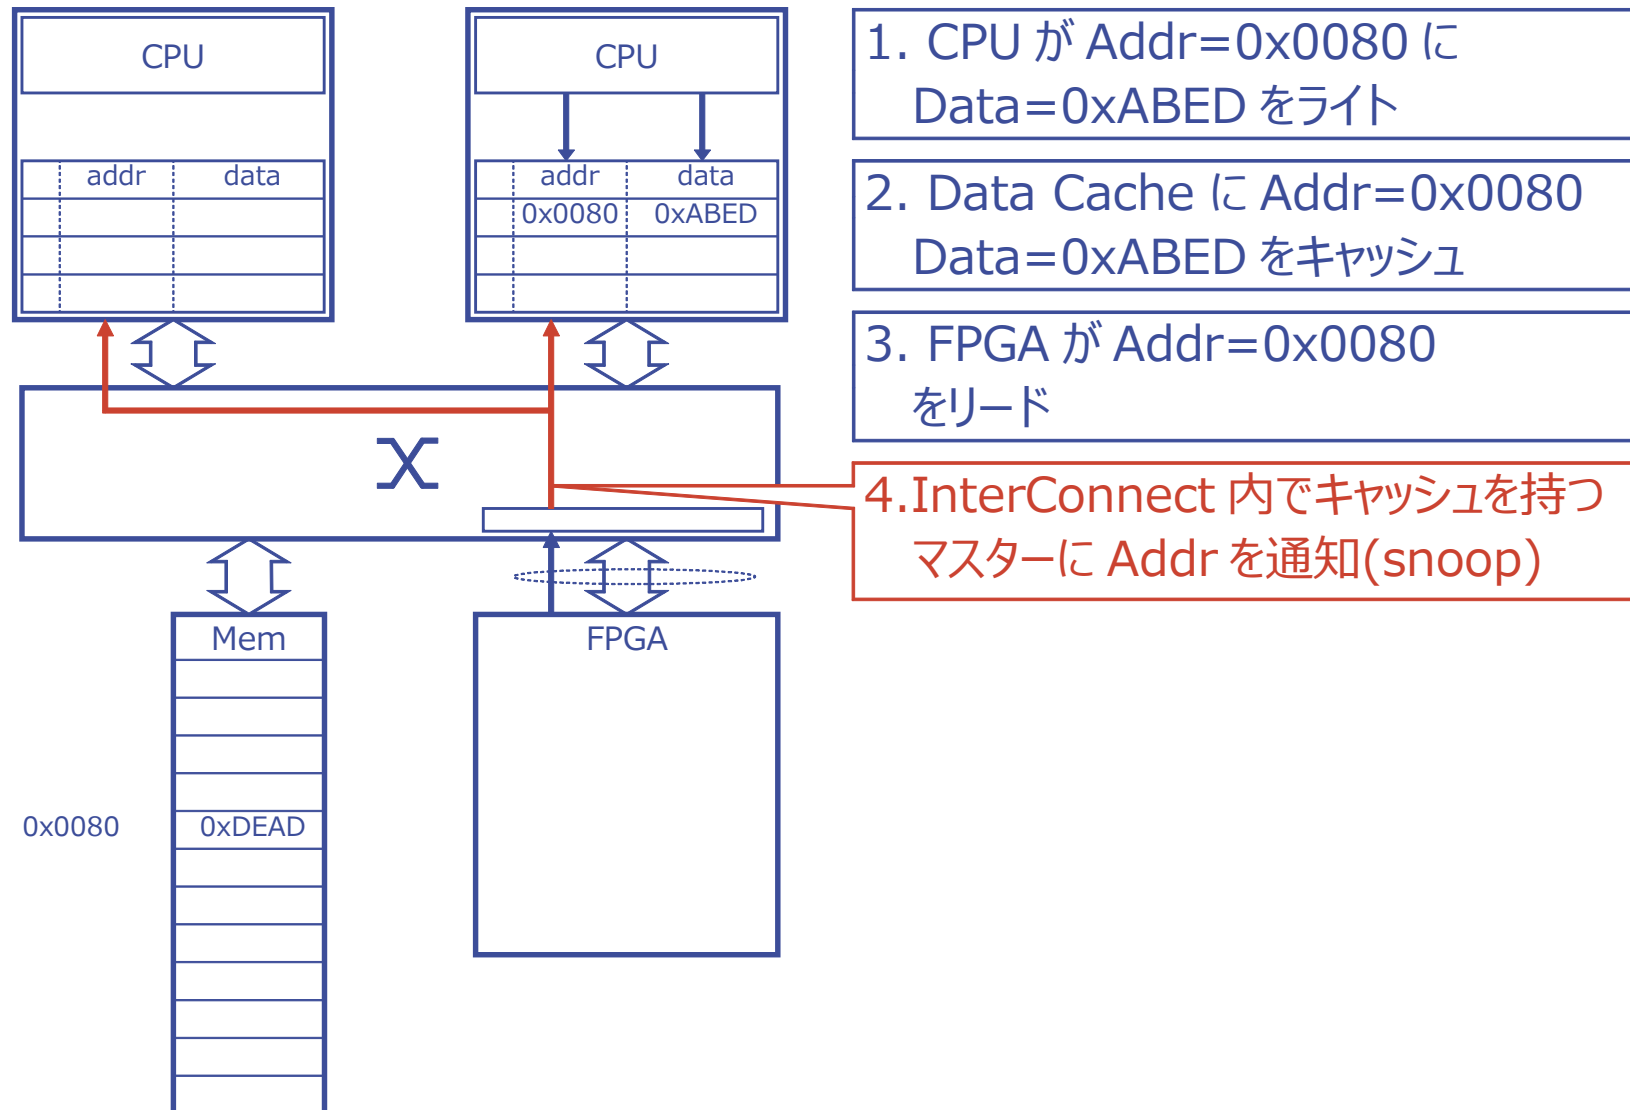 CPU
addr data
CPU
addr data
0x0080 0xABED
Mem
0x0080 0xDEAD
FPGA
1. CPU が Addr=0x0080 に
Data=0xABED をライト
2. Data Cache に Addr=0x0080
Data=0xABED をキャッシュ
3. FPGA が Addr=0x0080
をリード
4.InterConnect 内でキャッシュを持つ
マスターに Addr を通知(snoop)